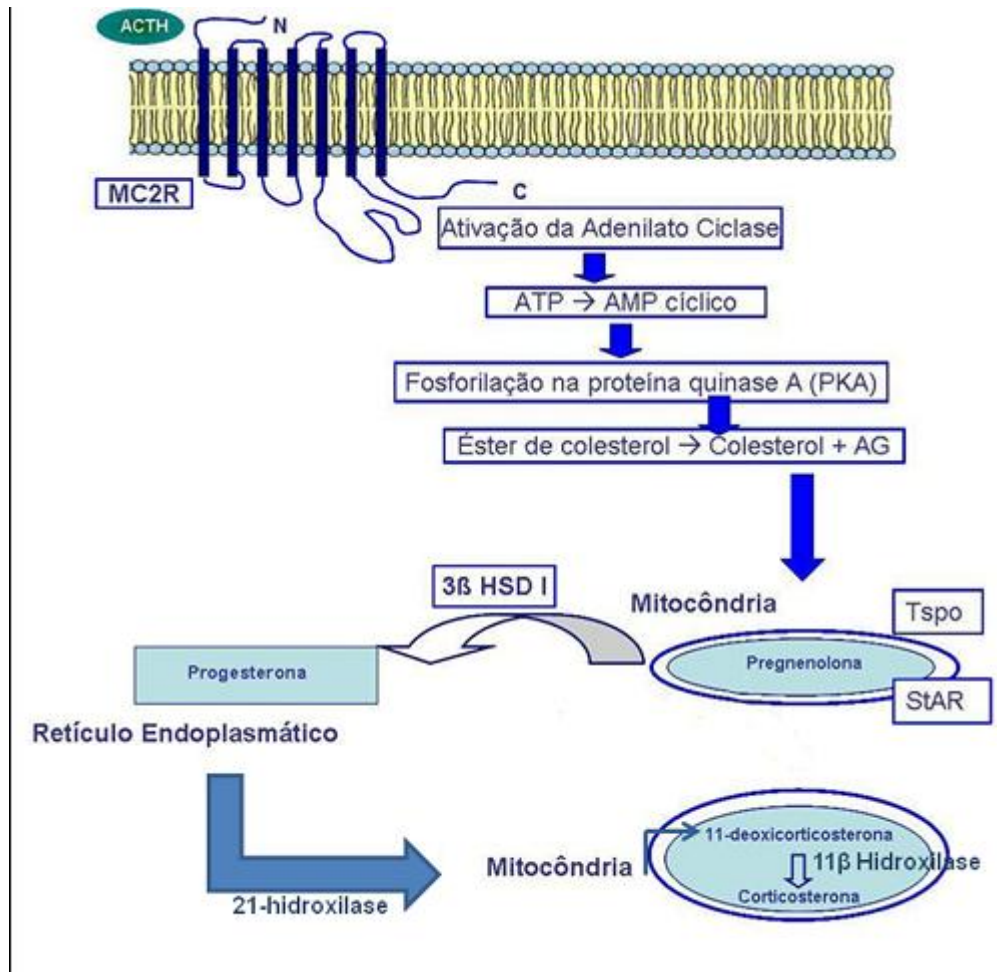 ACTH
N
MC2R
C
Ativação da Adenilato Ciclase
ATP → AMP cíclico
Fosforilação na proteína quinase A (PKA)
Éster de colesterol → Colesterol + AG
3ß HSD I
Mitocôndria
Tspo
Progesterona
Pregnenolona
StAR
Retículo Endoplasmático
11-deoxicorticosterona
Mitocôndria
11β Hidroxilase
Corticosterona
21-hidroxilase